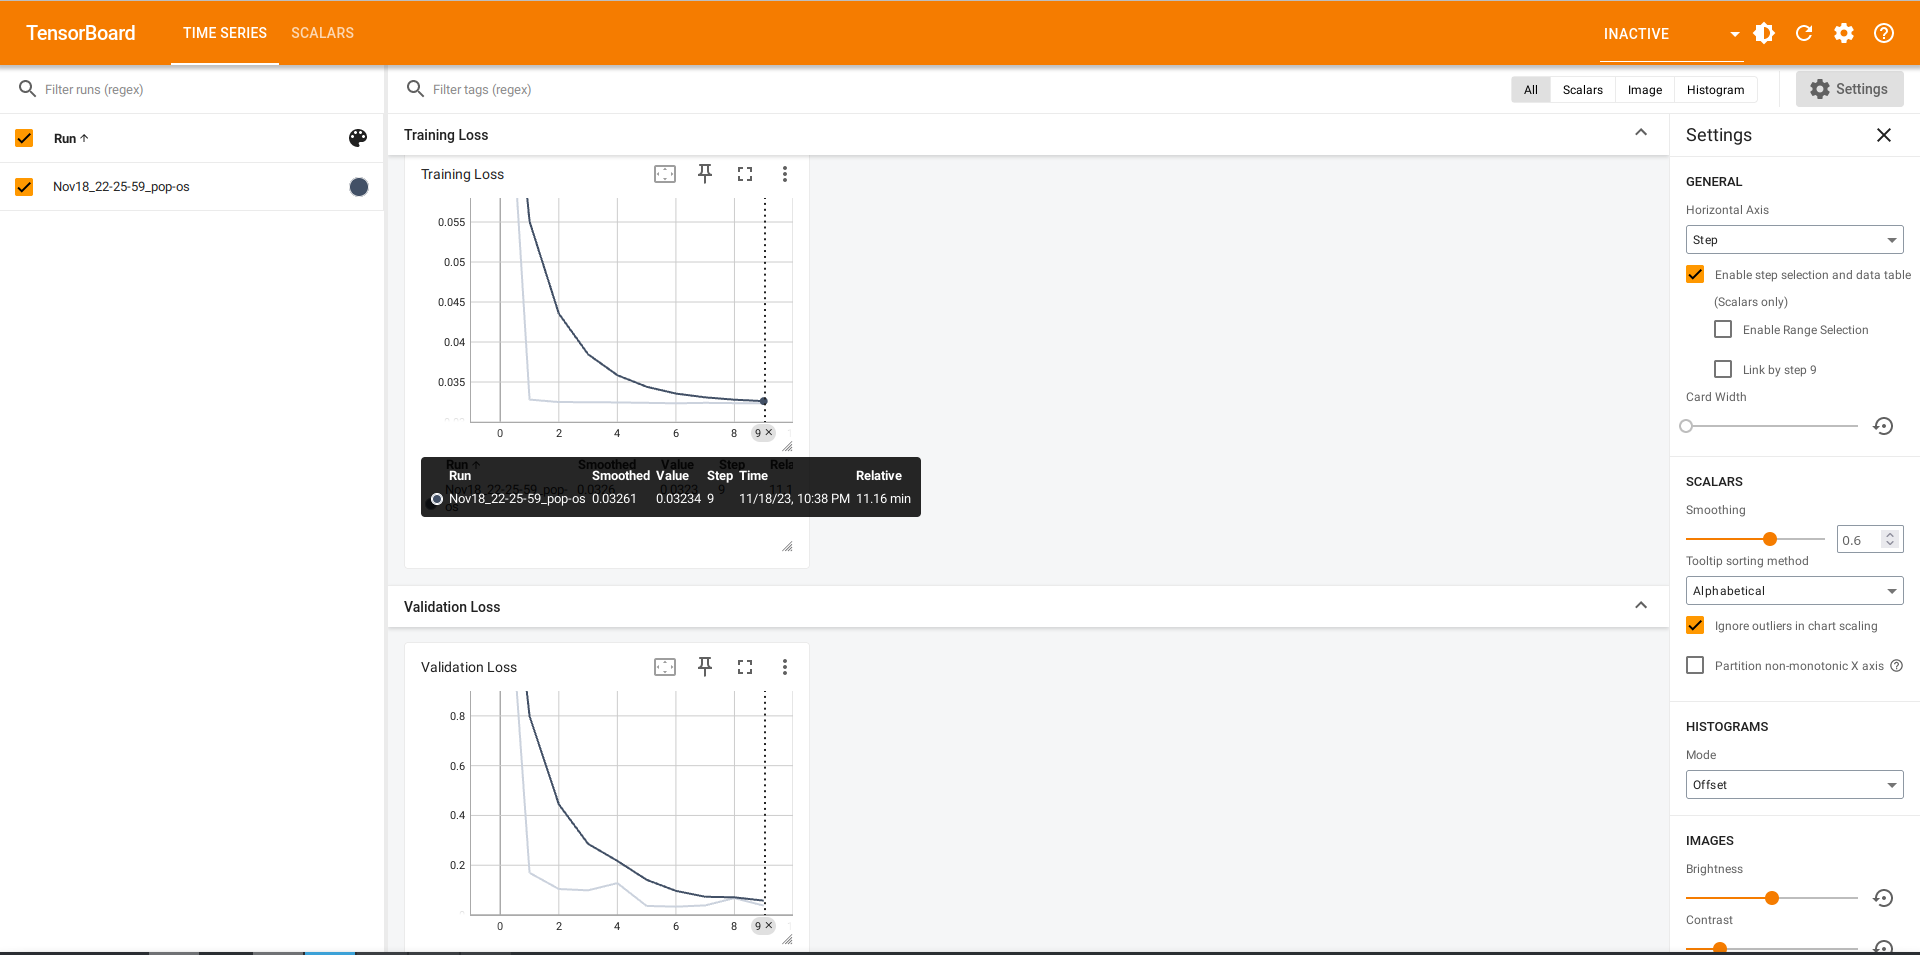 TensorBoard
TIME SERIES
SCALARS
INACTIVE
Filter runs (regex)
Run ↑
Nov18_22-25-59_pop-os
Filter tags (regex)
All
Scalars
Image
Histogram
Settings
Training Loss
Training Loss
0.055
0.05
0.045
0.04
0.035
0 2 4 6 8 9 ×
Run Smoothed Value Step Time Relative
Nov18_22-25-59_pop-os 0.03261 0.03234 9 11/18/23, 10:38 PM 11.16 min
Validation Loss
Validation Loss
0.8
0.6
0.4
0.2
0 2 4 6 8 9 ×
Settings
GENERAL
Horizontal Axis
Step
Enable step selection and data table
(Scalars only)
Enable Range Selection
Link by step 9
Card Width
SCALARS
Smoothing
0.6
Tooltip sorting method
Alphabetical
Ignore outliers in chart scaling
Partition non-monotonic X axis
HISTOGRAMS
Mode
Offset
IMAGES
Brightness
Contrast